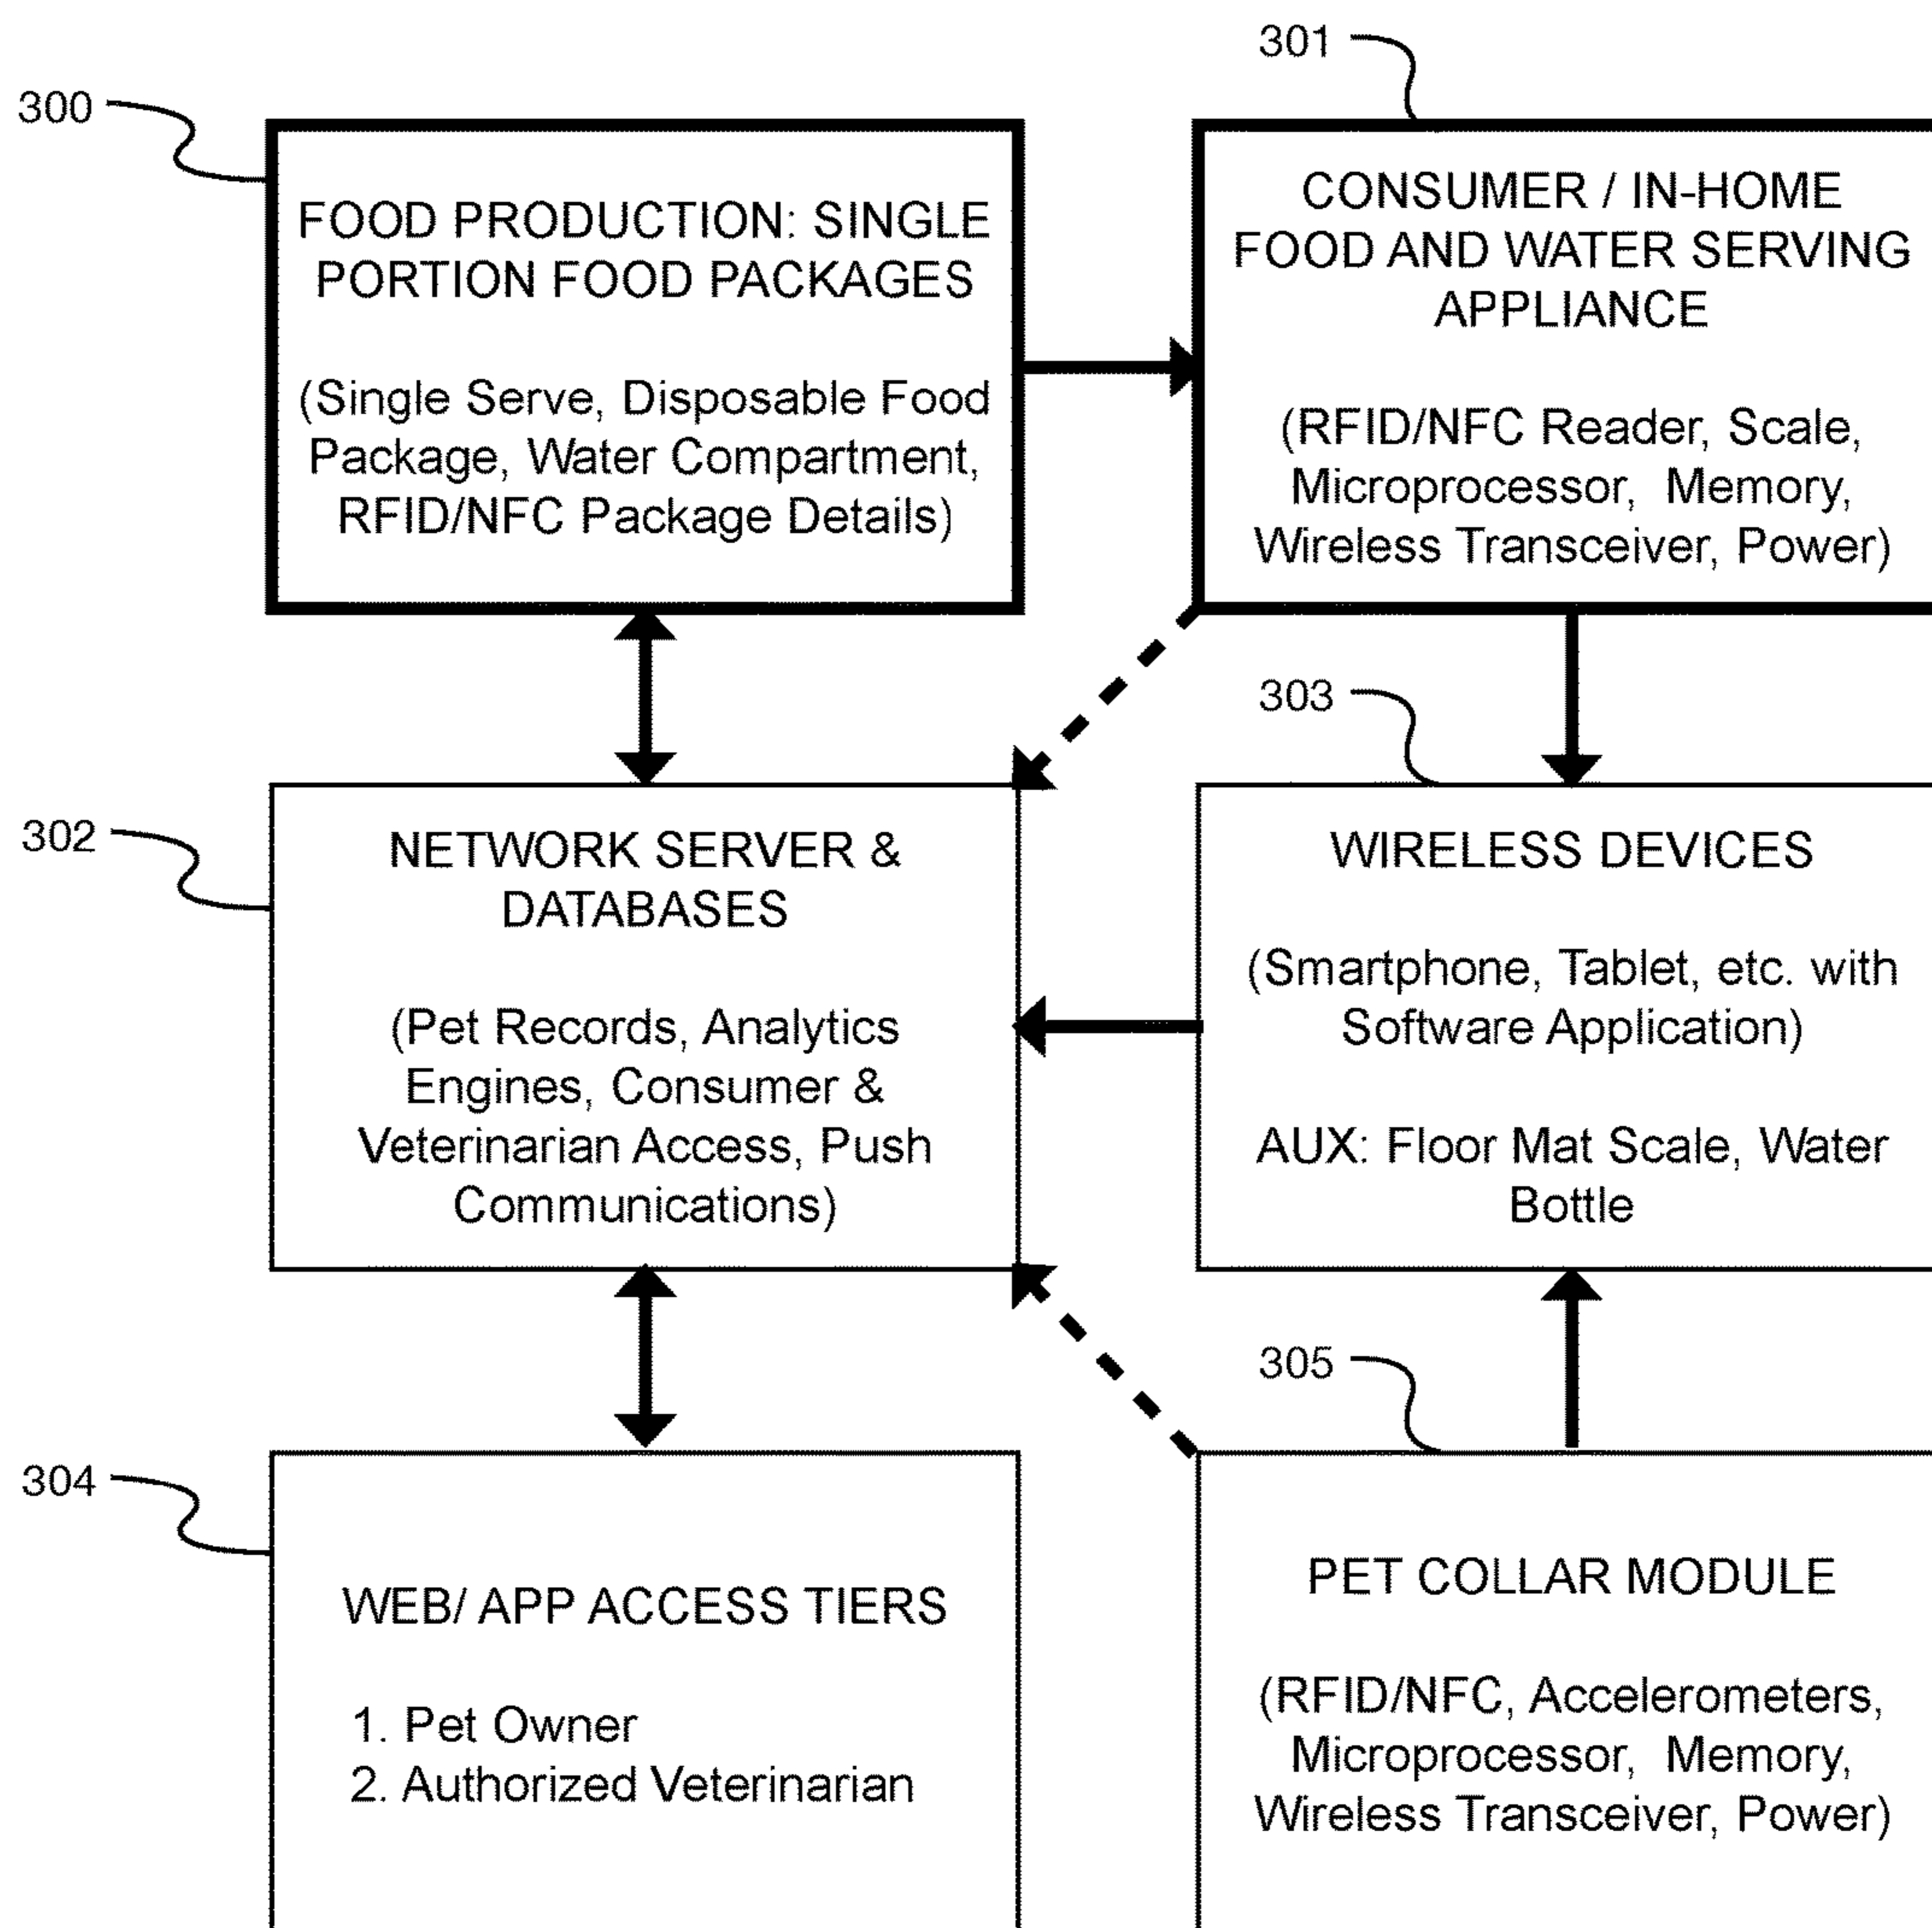 300
FOOD PRODUCTION: SINGLE
PORTION FOOD PACKAGES
(Single Serve, Disposable Food
Package, Water Compartment,
RFID/NFC Package Details)
301
CONSUMER / IN-HOME
FOOD AND WATER SERVING
APPLIANCE
(RFID/NFC Reader, Scale,
Microprocessor, Memory,
Wireless Transceiver, Power)
302
NETWORK SERVER &
DATABASES
(Pet Records, Analytics
Engines, Consumer &
Veterinarian Access, Push
Communications)
303
WIRELESS DEVICES
(Smartphone, Tablet, etc. with
Software Application)
AUX: Floor Mat Scale, Water
Bottle
304
WEB/ APP ACCESS TIERS
1. Pet Owner
2. Authorized Veterinarian
305
PET COLLAR MODULE
(RFID/NFC, Accelerometers,
Microprocessor, Memory,
Wireless Transceiver, Power)